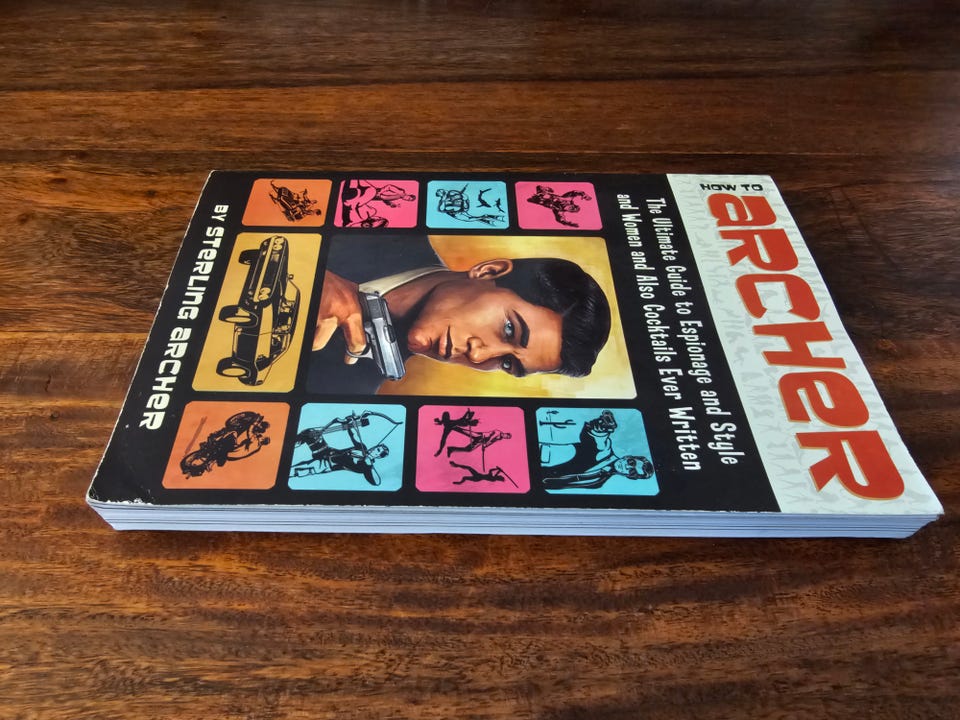 HOW TO
aRCHeR
The Ultimate Guide to Espionage and Style
and Women and Also Cocktails Ever Written
BY STeRLING aRCHeR